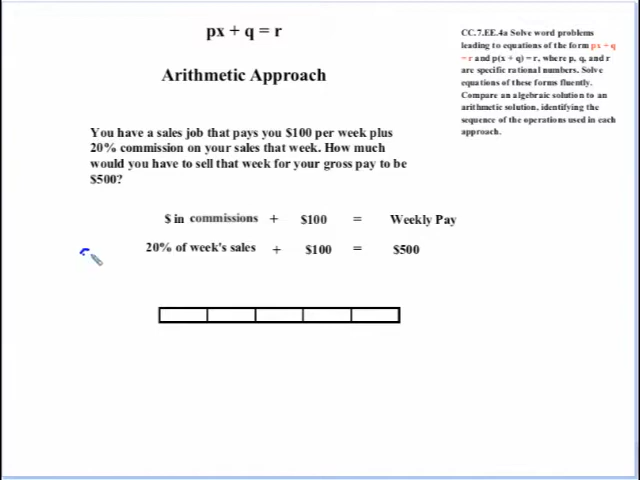 px + q = r
Arithmetic Approach
CC.7.EE.4a Solve word problems
leading to equations of the form px + q
= r and p(x + q) = r, where p, q, and r
are specific rational numbers. Solve
equations of these forms fluently.
Compare an algebraic solution to an
arithmetic solution, identifying the
sequence of the operations used in each
approach.
You have a sales job that pays you $100 per week plus
20% commission on your sales that week. How much
would you have to sell that week for your gross pay to be
$500?
$ in commissions + $100 = Weekly Pay
20% of week's sales + $100 = $500